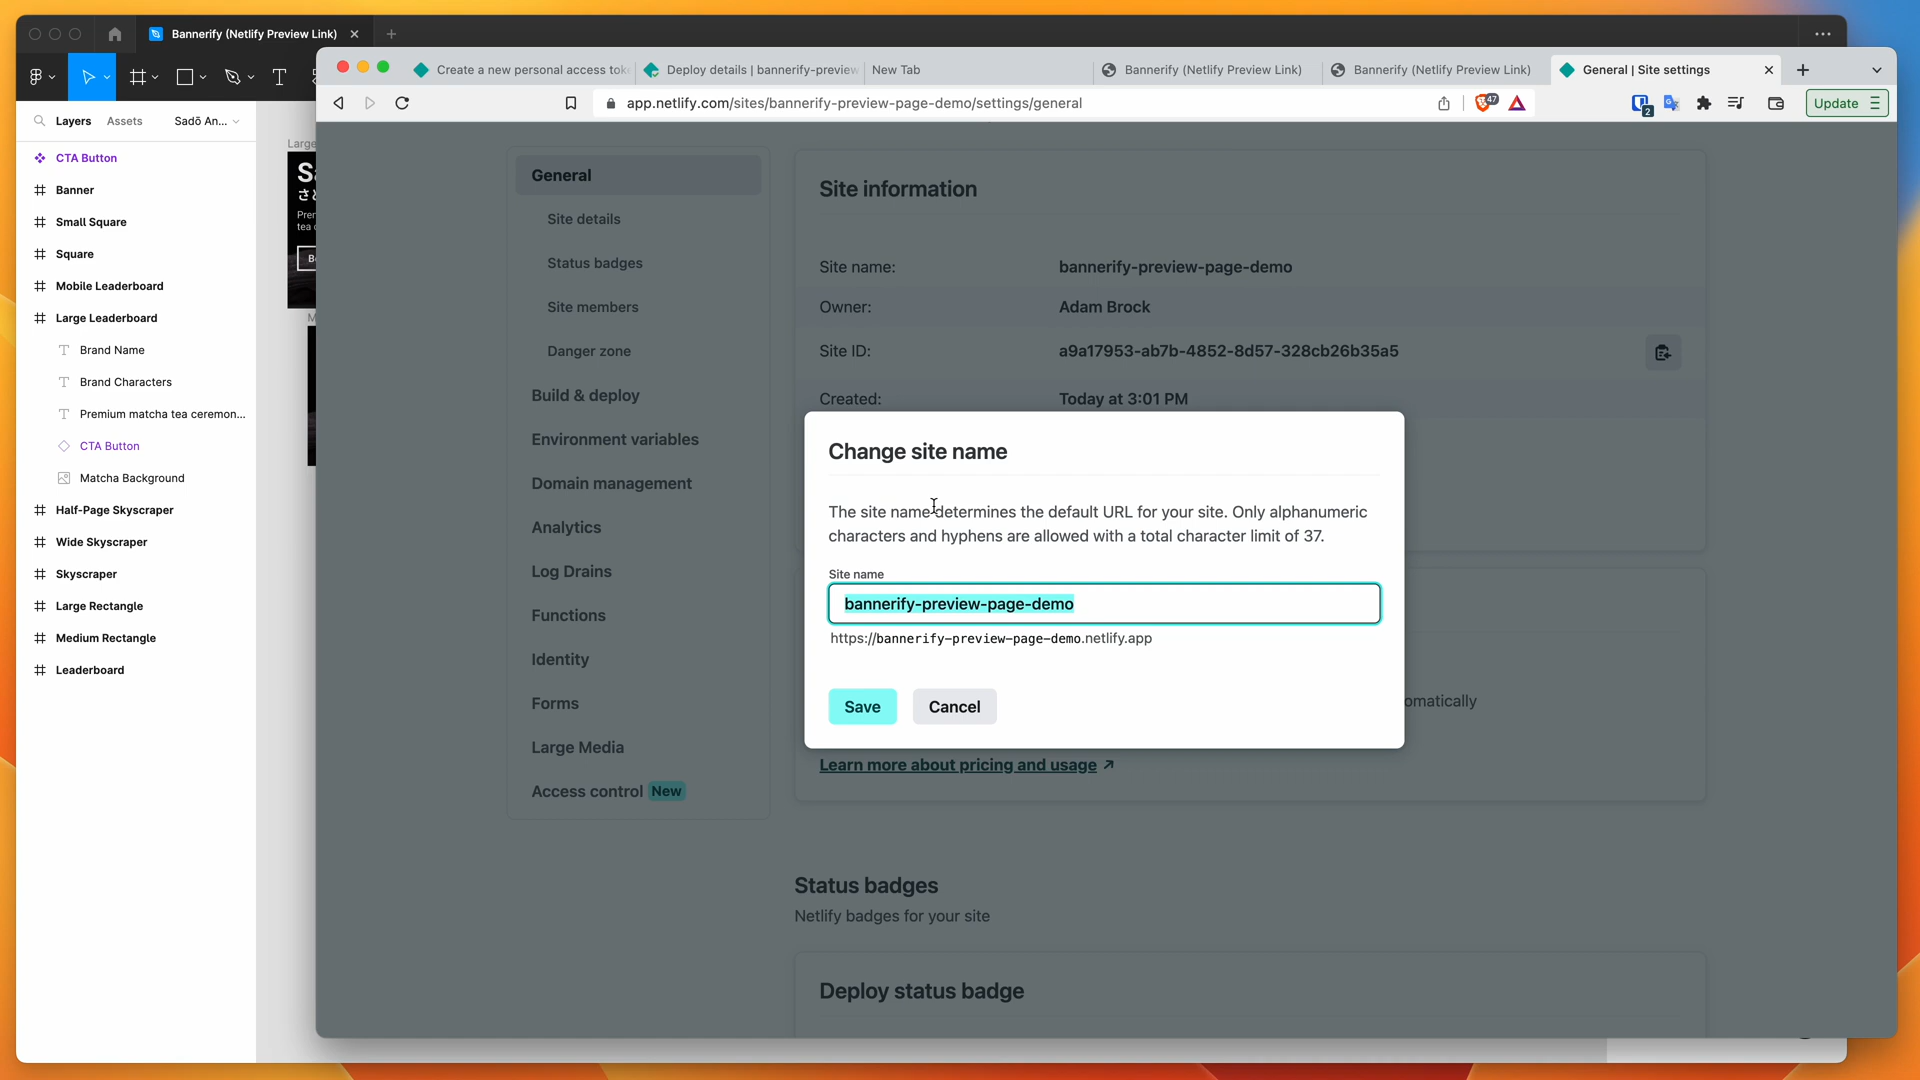 Bannerify (Netlify Preview Link)
Layers
Assets
Sadō An...
CTA Button
Banner
Small Square
Square
Mobile Leaderboard
Large Leaderboard
Brand Name
Brand Characters
Premium matcha tea ceremon...
CTA Button
Matcha Background
Half-Page Skyscraper
Wide Skyscraper
Skyscraper
Large Rectangle
Medium Rectangle
Leaderboard
Large
Create a new personal access tok
Deploy details | bannerify-preview
New Tab
Bannerify (Netlify Preview Link)
Bannerify (Netlify Preview Link)
General | Site settings
app.netlify.com/sites/bannerify-preview-page-demo/settings/general
47
2
Update
General
Site details
Status badges
Site members
Danger zone
Build & deploy
Environment variables
Domain management
Analytics
Log Drains
Functions
Identity
Forms
Large Media
Access control New
Site information
Site name: bannerify-preview-page-demo
Owner: Adam Brock
Site ID: a9a17953-ab7b-4852-8d57-328cb26b35a5
Created: Today at 3:01 PM
Change site name
The site name determines the default URL for your site. Only alphanumeric
characters and hyphens are allowed with a total character limit of 37.
Site name
bannerify-preview-page-demo
https://bannerify-preview-page-demo.netlify.app
Save
Cancel
omatically
Learn more about pricing and usage
Status badges
Netlify badges for your site
Deploy status badge